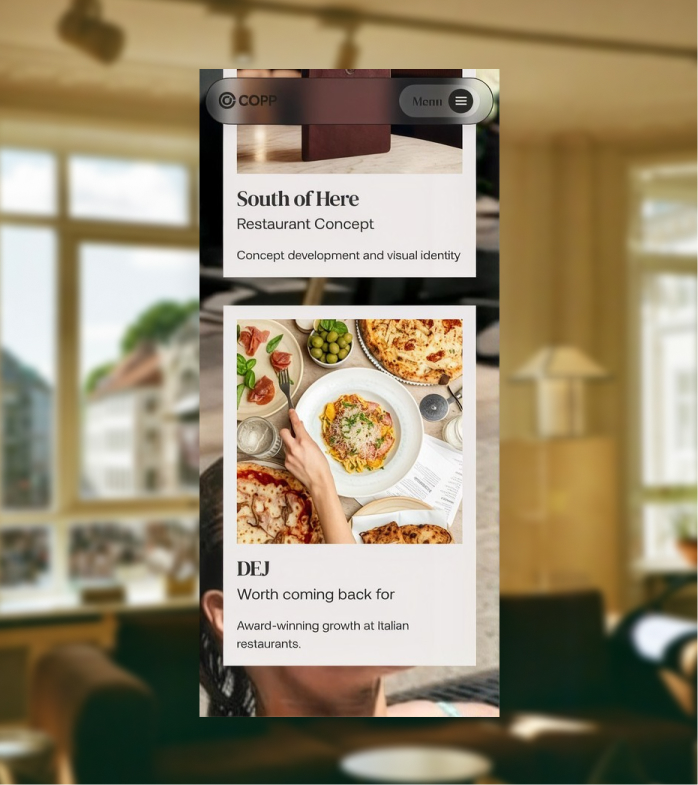 COPP
Menu
South of Here
Restaurant Concept
Concept development and visual identity
DEJ
Worth coming back for
Award-winning growth at Italian
restaurants.